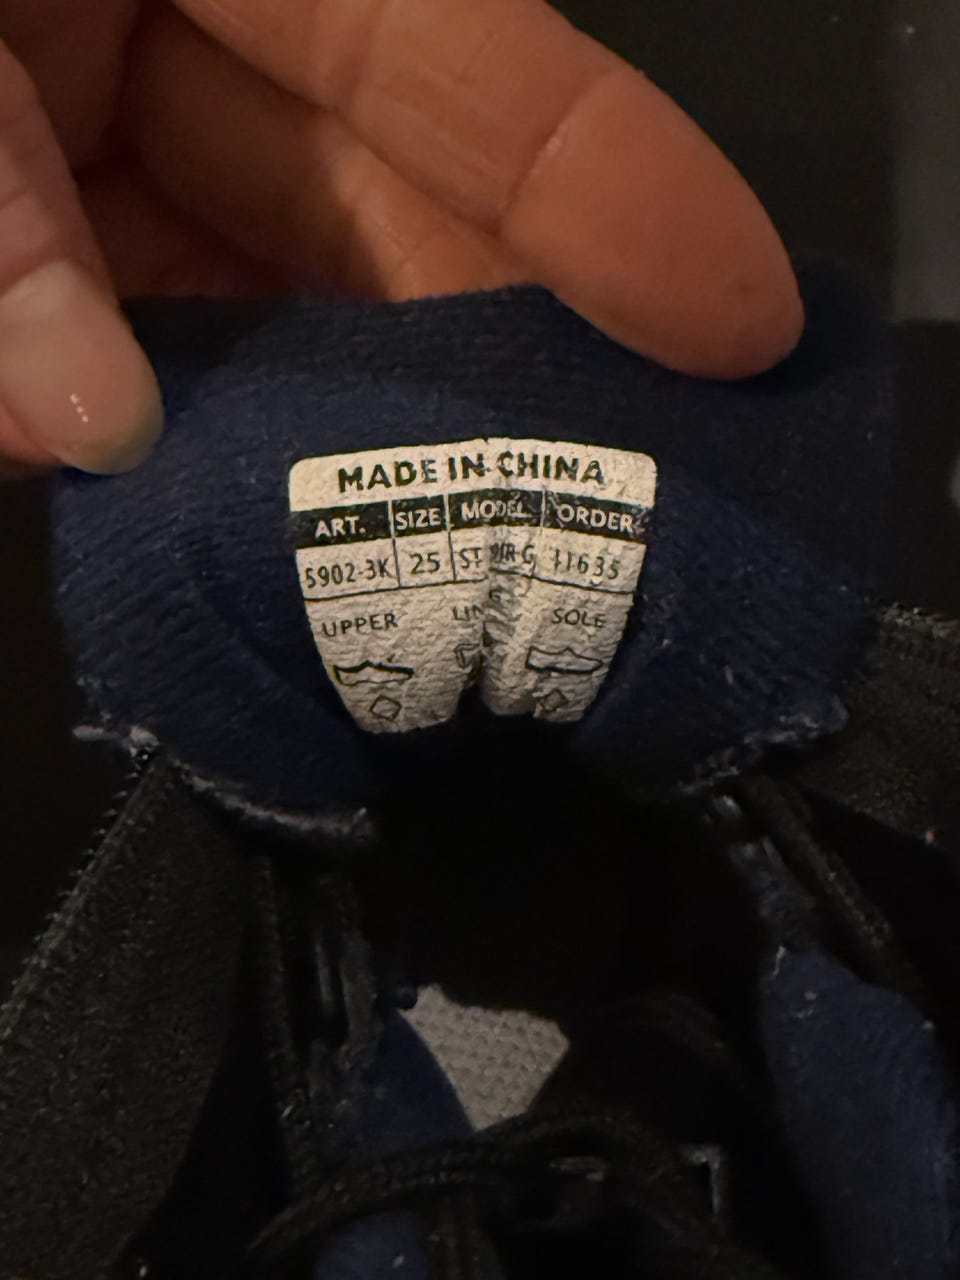 MADE IN CHINA
ART. SIZE MODEL ORDER
5902-3K 25 11635
UPPER SOLE